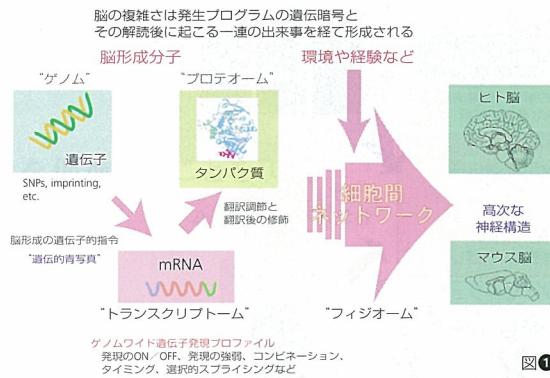 脳の複雑さは発生プログラムの遺伝暗号と
その解読後に起こる一連の出来事を経て形成される
脳形成分子
環境や経験など
“ゲノム”
“プロテオーム”
遺伝子
タンパク質
SNPs, imprinting,
etc.
翻訳調節と
翻訳後の修飾
脳形成の遺伝子的指令
“遺伝的青写真”
mRNA
“トランスクリプトーム”
細胞間
ネットワーク
“フィジオーム”
ヒト脳
高次な
神経構造
マウス脳
ゲノムワイド遺伝子発現プロファイル
発現のON/OFF、発現の強弱、コンビネーション、
タイミング、選択的スプライシングなど
図❶